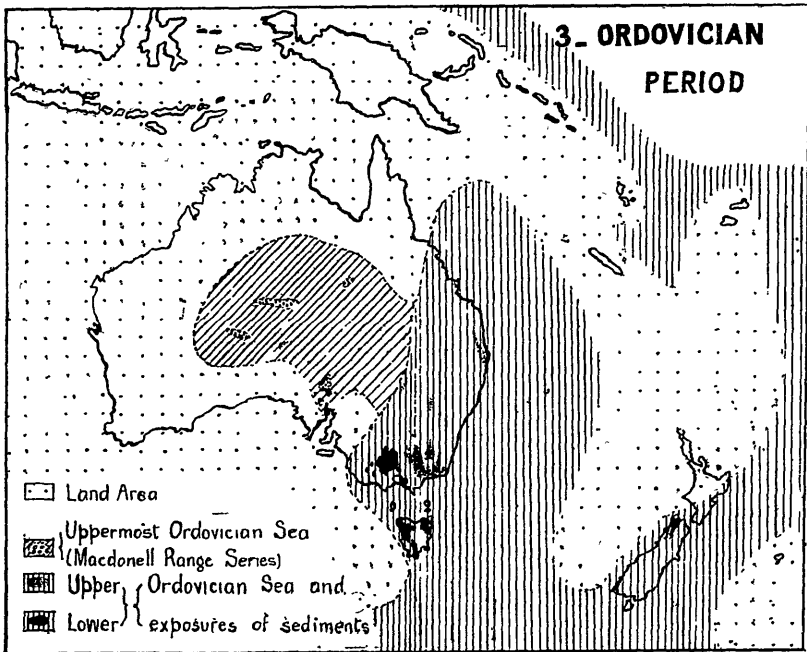 3_ ORDOVICIAN
PERIOD
Land Area
Uppermost Ordovician Sea
(Macdonell Range Series)
Upper } { Ordovician Sea and
Lower } { exposures of sediments